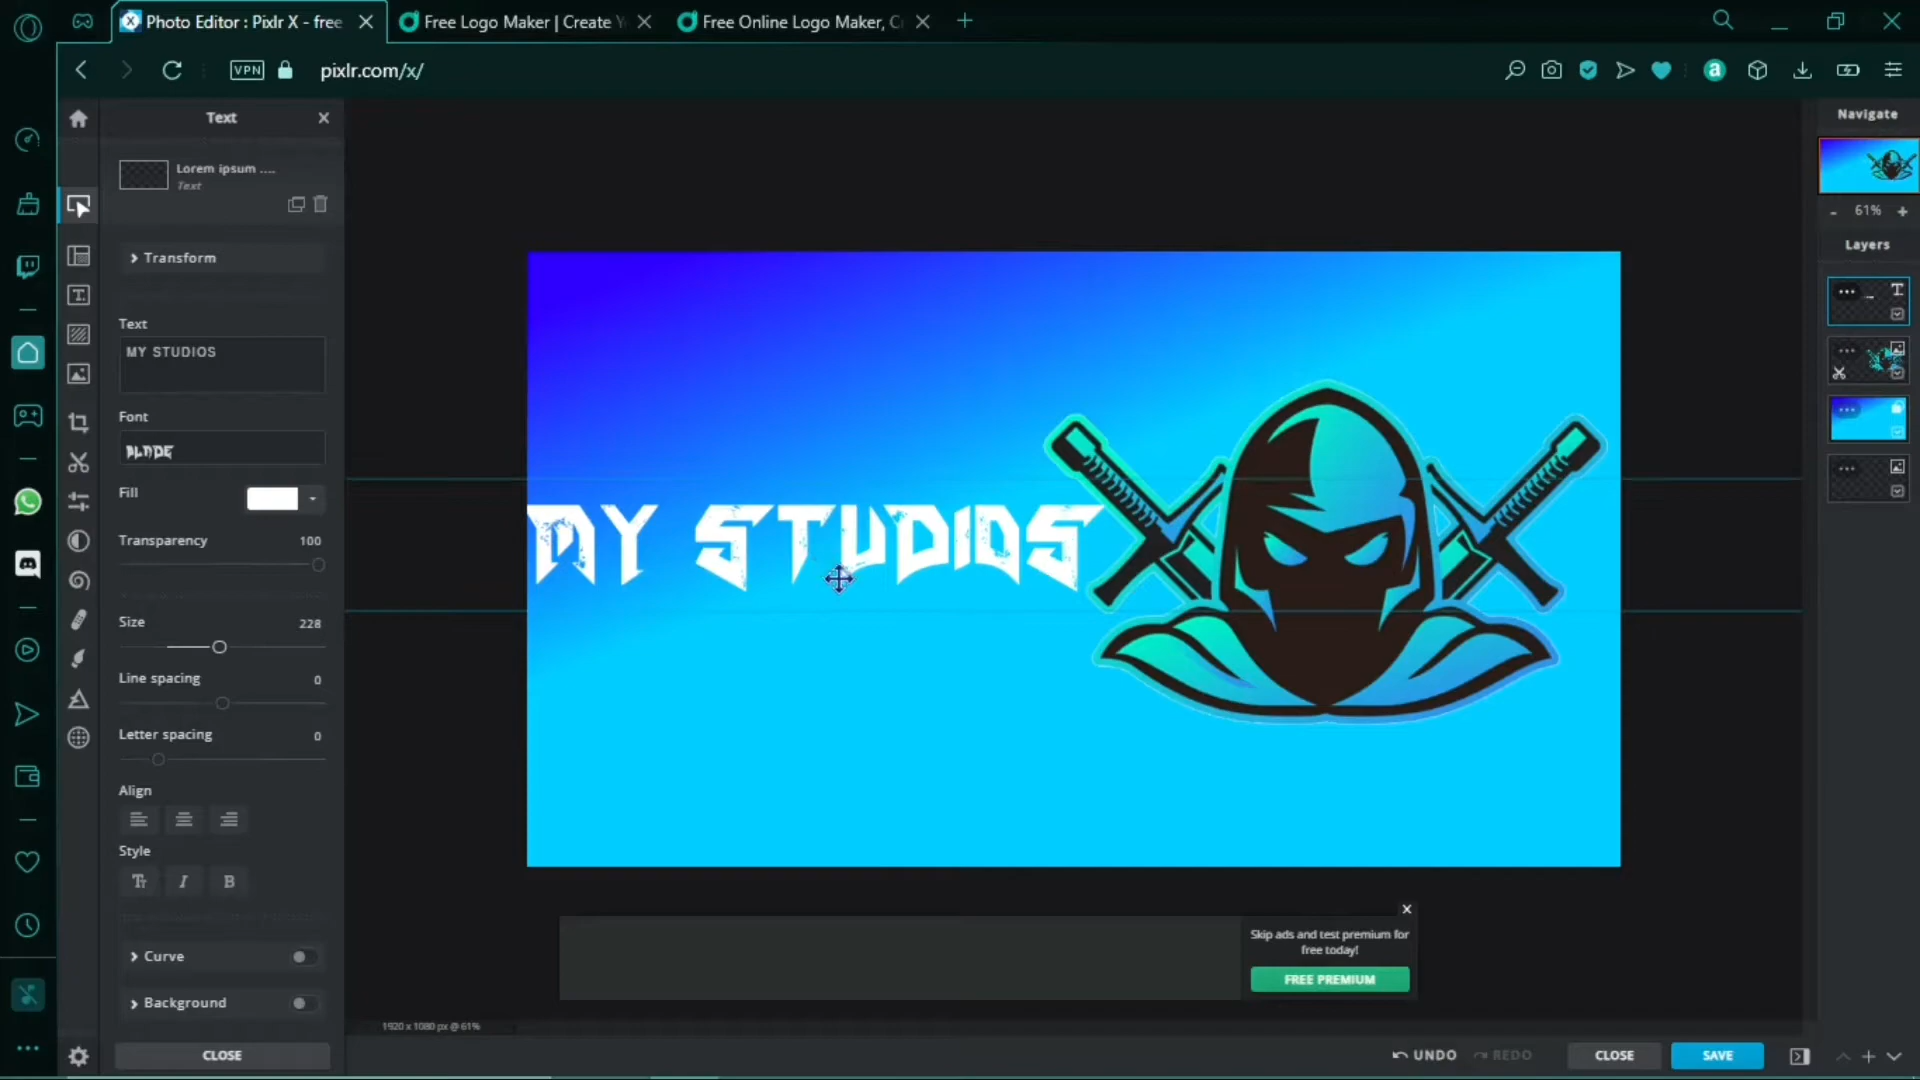 Photo Editor : Pixlr X - free
Free Logo Maker | Create Y
Free Online Logo Maker, C
VPN
pixlr.com/x/
a
Text
Lorem ipsum ....
Text
Transform
Text
MY STUDIOS
Font
BLADE
Fill
Transparency 100
Size 228
Line spacing 0
Letter spacing 0
Align
Style
Tr I B
Curve
Background
CLOSE
MY STUDIOS
Skip ads and test premium for
free today!
FREE PREMIUM
1920 x 1080 px @ 61%
UNDO
REDO
CLOSE
SAVE
Navigate
- 61% +
Layers
T